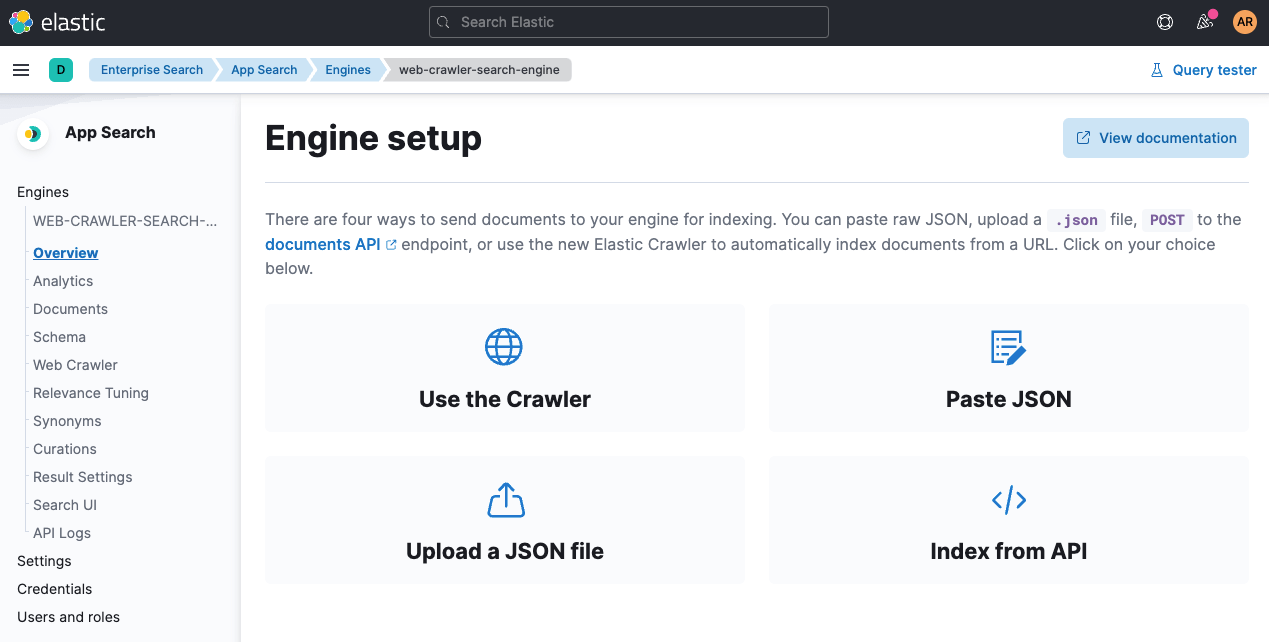 elastic
Search Elastic
AR
D
Enterprise Search
App Search
Engines
web-crawler-search-engine
Query tester
App Search
Engines
WEB-CRAWLER-SEARCH-...
Overview
Analytics
Documents
Schema
Web Crawler
Relevance Tuning
Synonyms
Curations
Result Settings
Search UI
API Logs
Settings
Credentials
Users and roles
Engine setup
View documentation
There are four ways to send documents to your engine for indexing. You can paste raw JSON, upload a .json file, POST to the
documents API endpoint, or use the new Elastic Crawler to automatically index documents from a URL. Click on your choice
below.
Use the Crawler
Paste JSON
Upload a JSON file
Index from API